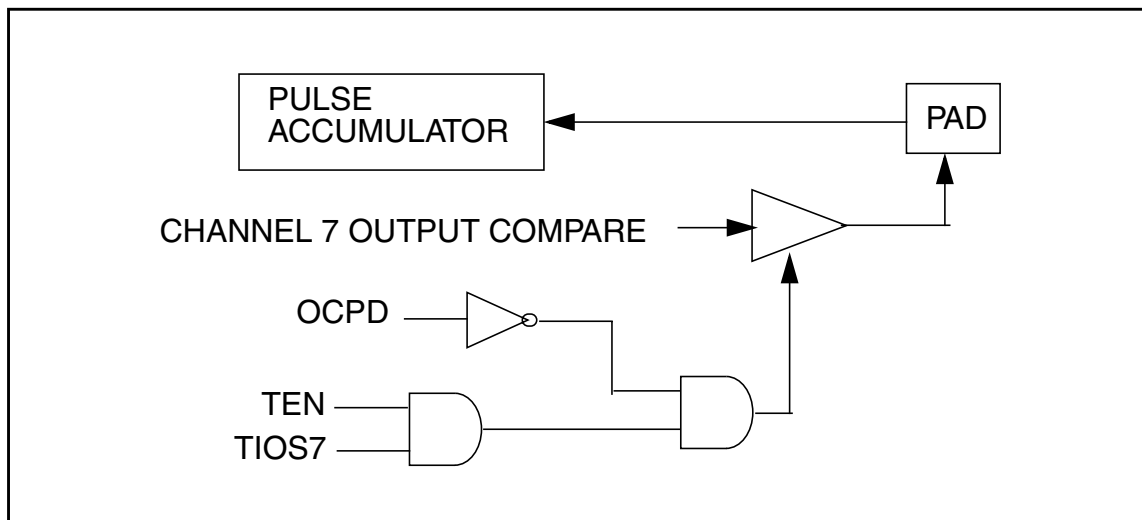 PULSE
ACCUMULATOR
PAD
CHANNEL 7 OUTPUT COMPARE
OCPD
TEN
TIOS7